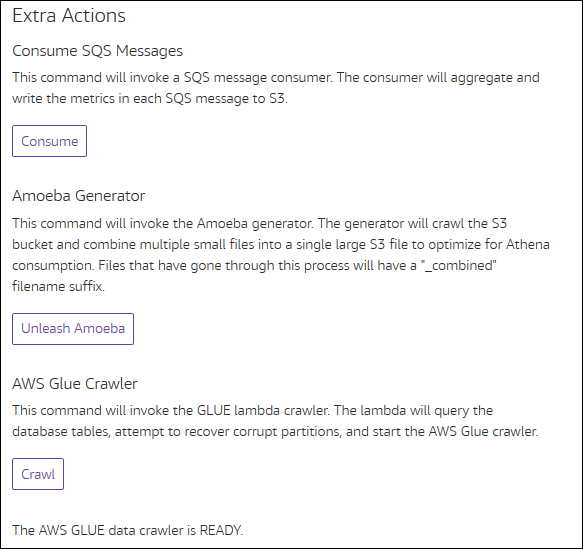 Extra Actions
Consume SQS Messages
This command will invoke a SQS message consumer. The consumer will aggregate and
write the metrics in each SQS message to S3.
Consume
Amoeba Generator
This command will invoke the Amoeba generator. The generator will crawl the S3
bucket and combine multiple small files into a single large S3 file to optimize for Athena
consumption. Files that have gone through this process will have a "_combined"
filename suffix.
Unleash Amoeba
AWS Glue Crawler
This command will invoke the GLUE lambda crawler. The lambda will query the
database tables, attempt to recover corrupt partitions, and start the AWS Glue crawler.
Crawl
The AWS GLUE data crawler is READY.